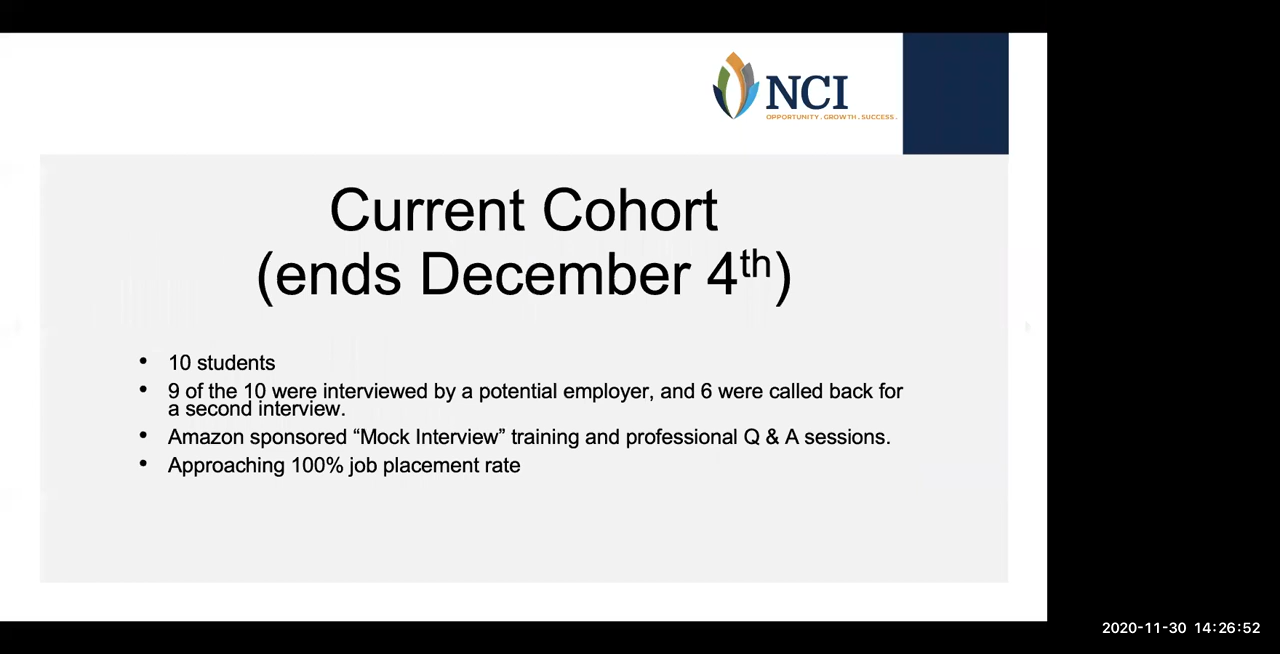 NCI
OPPORTUNITY. GROWTH. SUCCESS.
Current Cohort
(ends December 4th)
• 10 students
• 9 of the 10 were interviewed by a potential employer, and 6 were called back for
a second interview.
• Amazon sponsored “Mock Interview” training and professional Q & A sessions.
• Approaching 100% job placement rate
2020-11-30 14:26:52